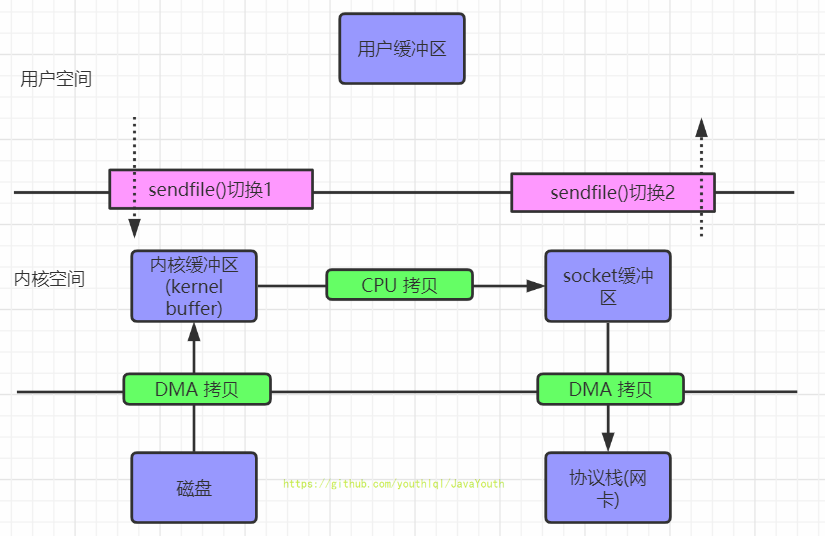 用户缓冲区
用户空间
sendfile()切换1
sendfile()切换2
内核空间
内核缓冲区
(kernel
buffer)
CPU 拷贝
socket缓冲
区
DMA 拷贝
DMA 拷贝
磁盘
https://github.com/youthlql/JavaYouth
协议栈(网
卡)